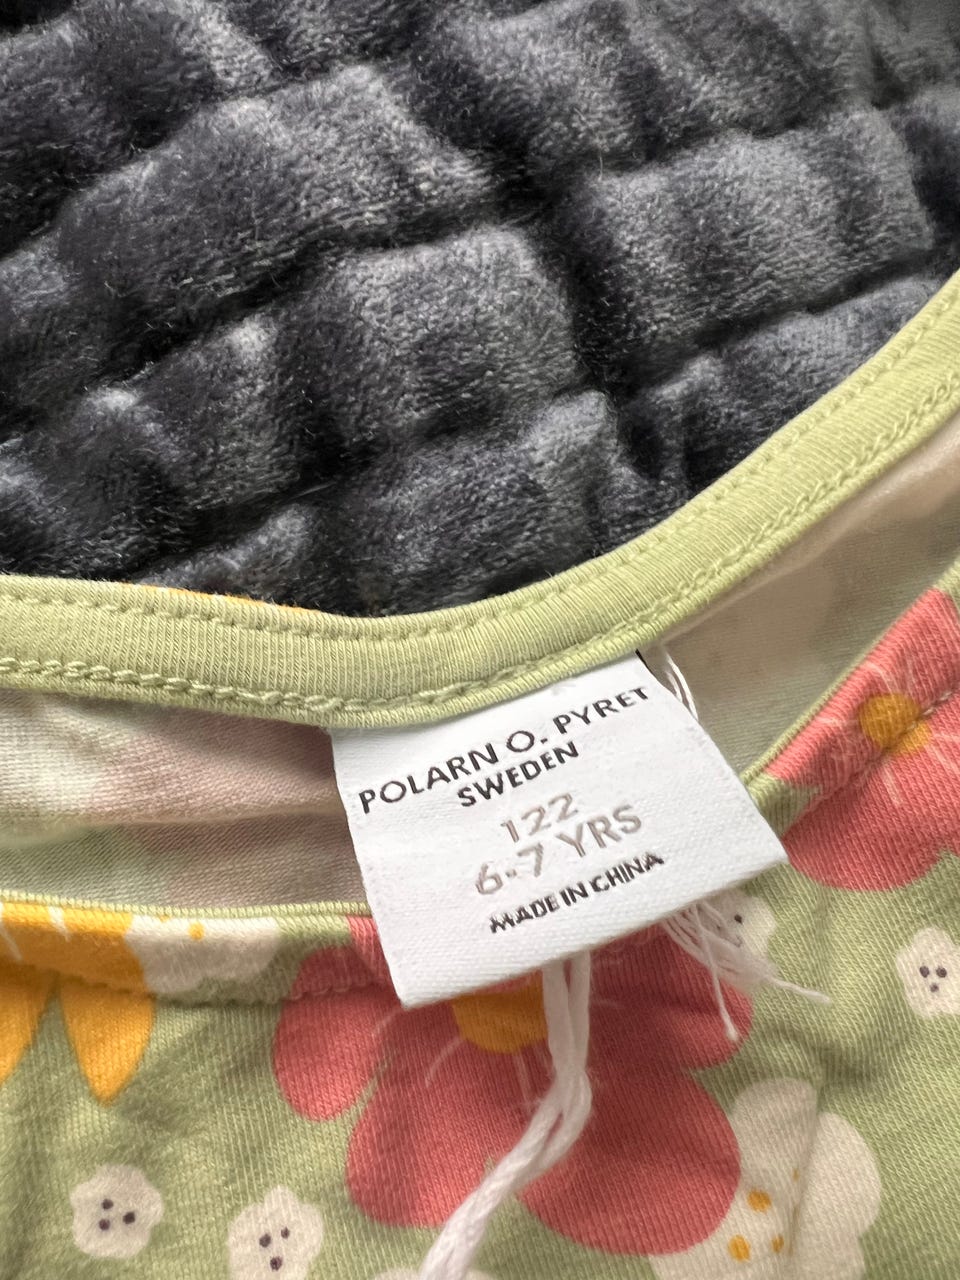 POLARN O. PYRET
SWEDEN
122
6-7 YRS
MADE IN CHINA